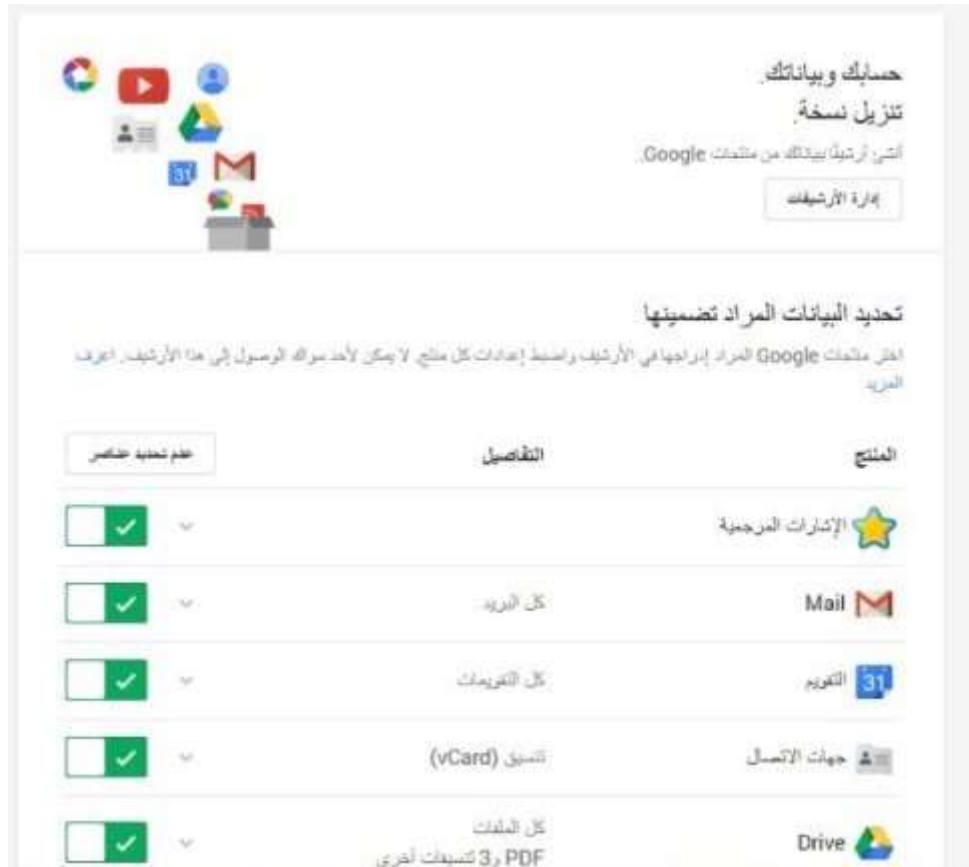 حسابك وبياناتك.
تنزيل نسخة.
أنشئ أرشيفًا ببياناتك من منتجات Google.
إدارة الأرشيفات
تحديد البيانات المراد تضمينها
اختر منتجات Google المراد إدراجها في الأرشيف واضبط إعدادات كل منتج. لا يمكن لأحد سواك الوصول إلى هذا الأرشيف. اعرف
المزيد
المنتج التفاصيل عدم تحديد عناصر
الإشارات المرجعية
Mail كل البريد
31 التقويم كل التقويمات
جهات الاتصال تنسيق (vCard)
Drive كل الملفات
PDF و3 تنسيقات أخرى